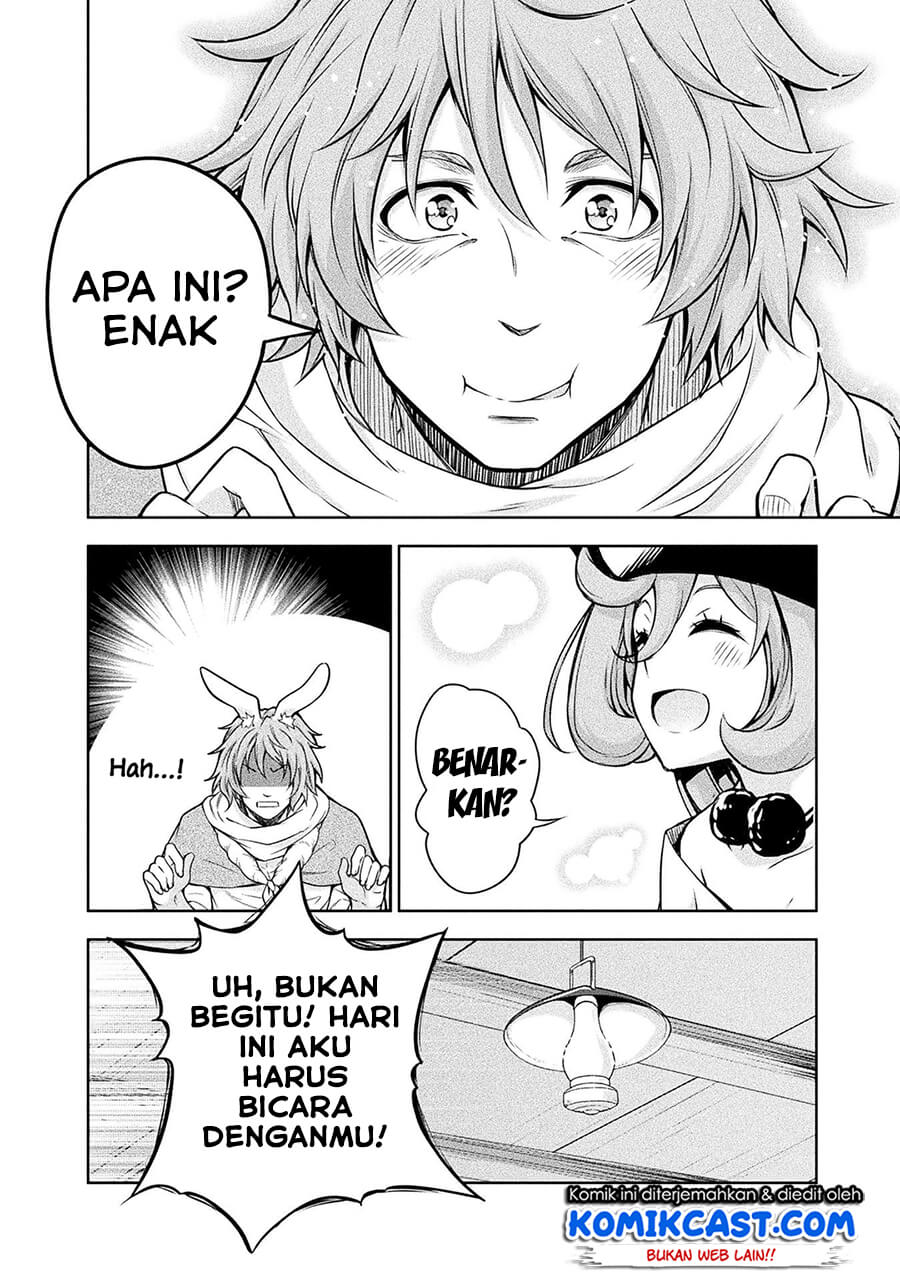 APA INI?
ENAK
BENAR-
KAN?
Hah...!
UH, BUKAN
BEGITU! HARI
INI AKU
HARUS
BICARA
DENGANMU!
Komik ini diterjemahkan & diedit oleh
KOMIKCAST.COM
BUKAN WEB LAIN!!